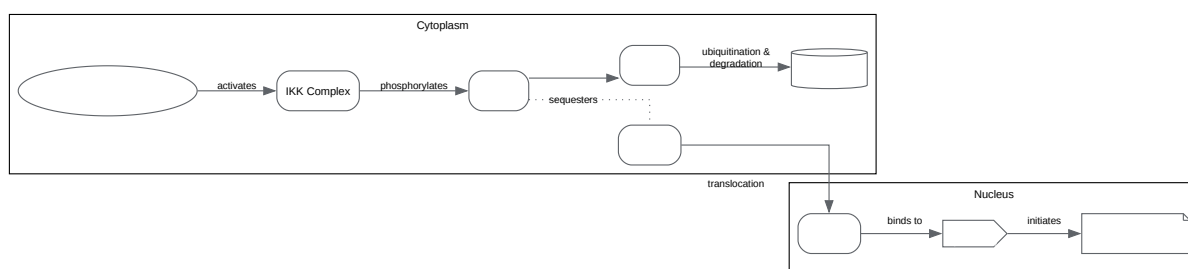 Cytoplasm
activates
IKK Complex
phosphorylates
ubiquitination &
degradation
sequesters
translocation
Nucleus
binds to
initiates